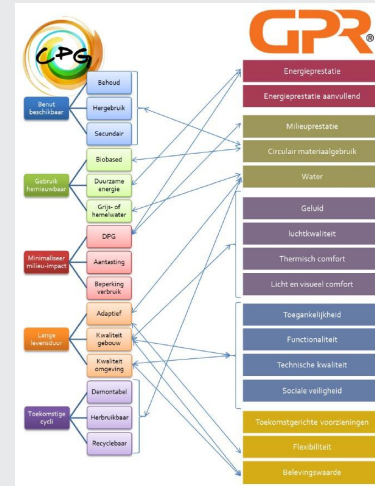 CPG
GPR®
Benut
beschikbaar
Behoud
Hergebruik
Secundair
Gebruik
hernieuwbaar
Biobased
Duurzame
energie
Grijs- of
hemelwater
Minimaliseer
milieu-impact
DPG
Aantasting
Beperking
verbruik
Lange
levensduur
Adaptief
Kwaliteit
gebouw
Kwaliteit
omgeving
Toekomstige
cycli
Demontabel
Herbruikbaar
Recyclebaar
Energieprestatie
Energieprestatie aanvullend
Milieuprestatie
Circulair materiaalgebruik
Water
Geluid
luchtkwaliteit
Thermisch comfort
Licht en visueel comfort
Toegankelijkheid
Functionaliteit
Technische kwaliteit
Sociale veiligheid
Toekomstgerichte voorzieningen
Flexibiliteit
Belevingswaarde